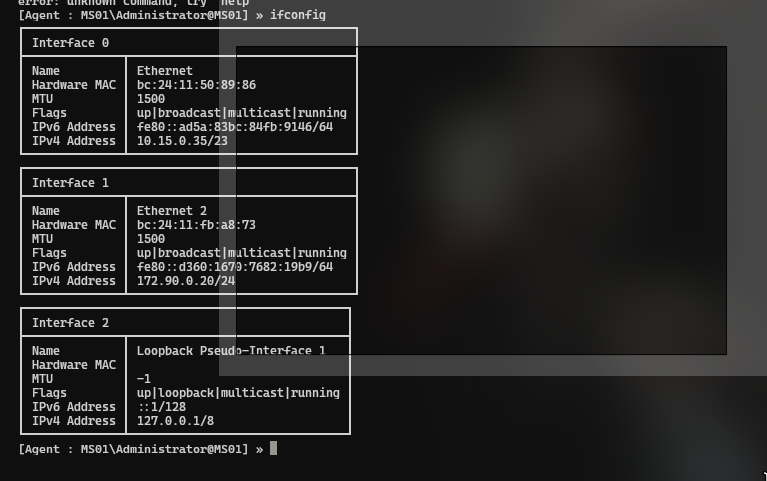 error: unknown command, try 'help'
[Agent : MS01\Administrator@MS01] » ifconfig
Interface 0
Name Ethernet
Hardware MAC bc:24:11:50:89:86
MTU 1500
Flags up|broadcast|multicast|running
IPv6 Address fe80::ad5a:83bc:84fb:9146/64
IPv4 Address 10.15.0.35/23
Interface 1
Name Ethernet 2
Hardware MAC bc:24:11:fb:a8:73
MTU 1500
Flags up|broadcast|multicast|running
IPv6 Address fe80::d360:1670:7682:19b9/64
IPv4 Address 172.90.0.20/24
Interface 2
Name Loopback Pseudo-Interface 1
Hardware MAC
MTU -1
Flags up|loopback|multicast|running
IPv6 Address ::1/128
IPv4 Address 127.0.0.1/8
[Agent : MS01\Administrator@MS01] »